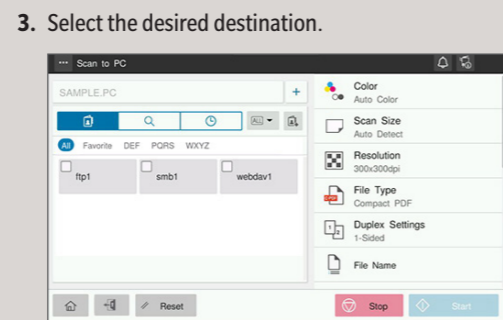 3. Select the desired destination.
Scan to PC
SAMPLE.PC
+
ALL
All Favorite DEF PQRS WXYZ
ftp1
smb1
webdav1
Color
Auto Color
Scan Size
Auto Detect
Resolution
300x300dpi
File Type
Compact PDF
Duplex Settings
1-Sided
File Name
Reset
Stop
Start